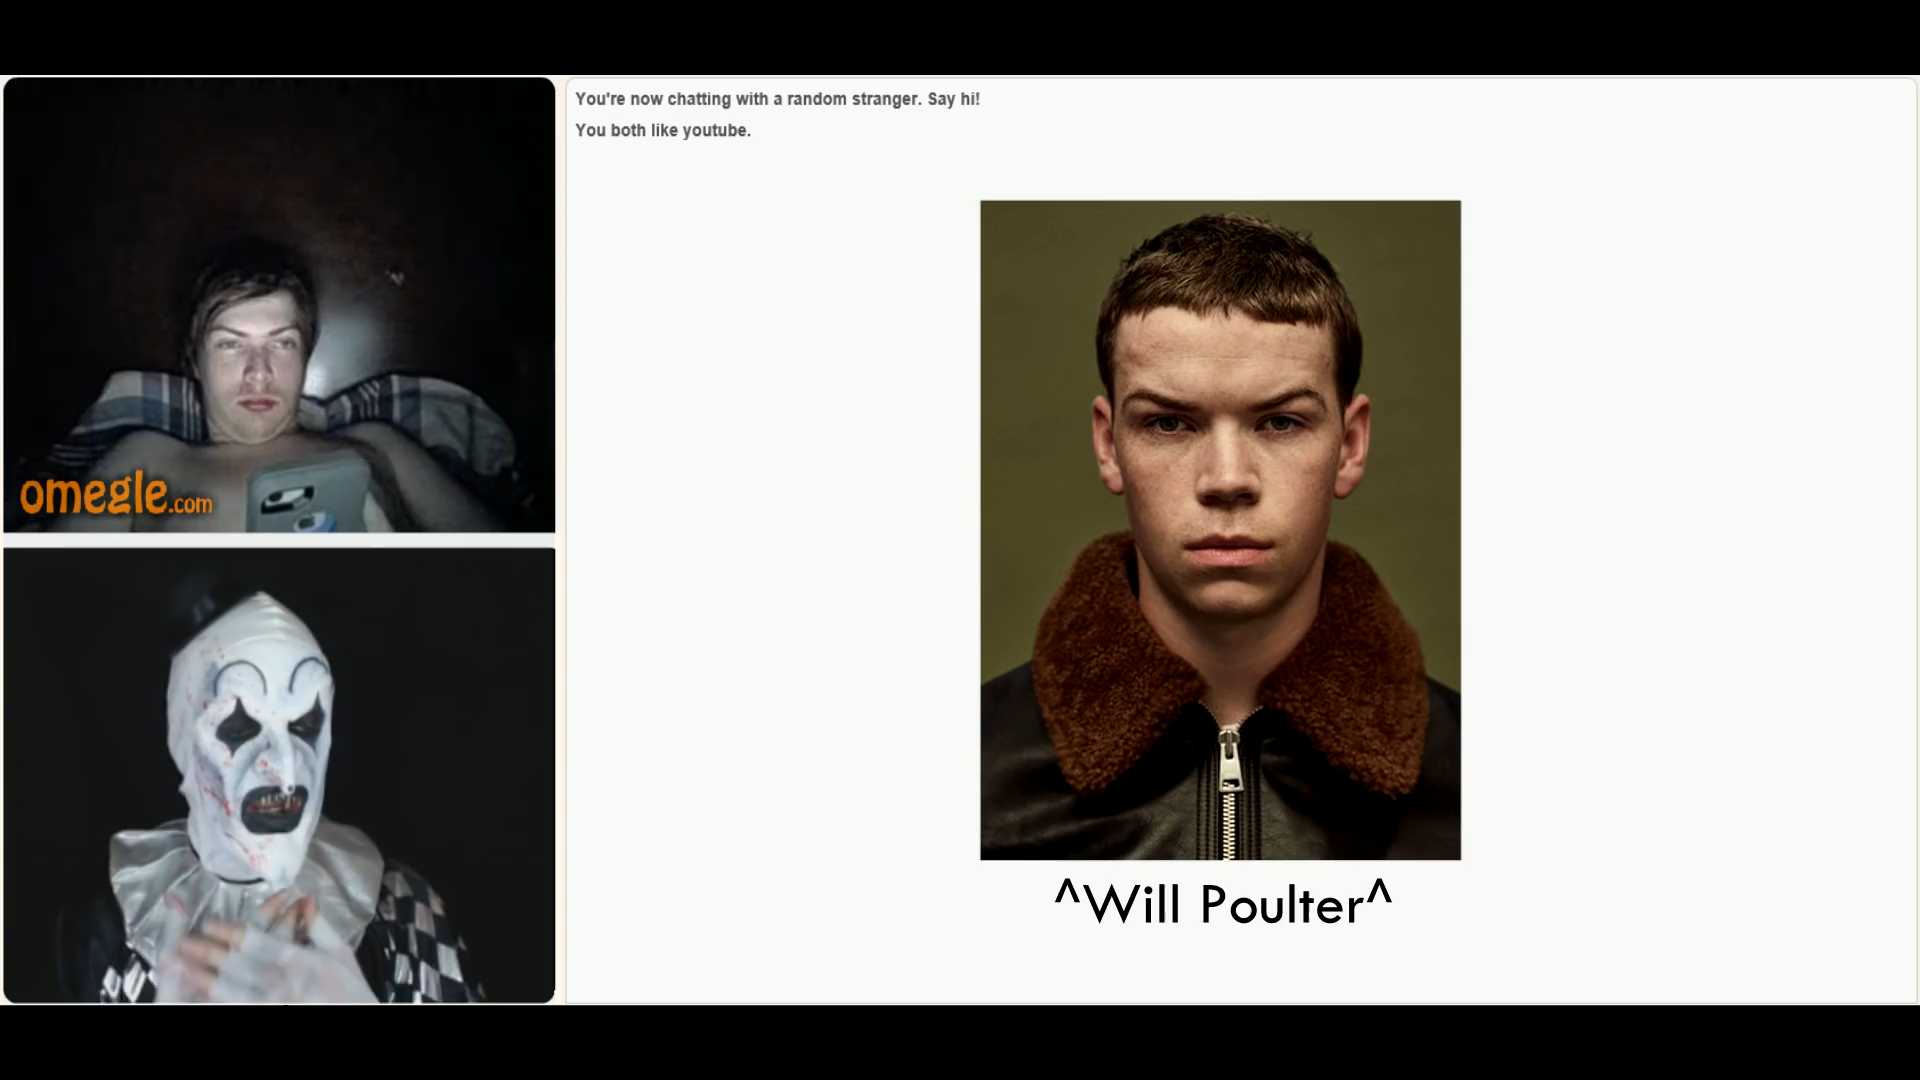 You're now chatting with a random stranger. Say hi!
You both like youtube.
omegle.com
^Will Poulter^